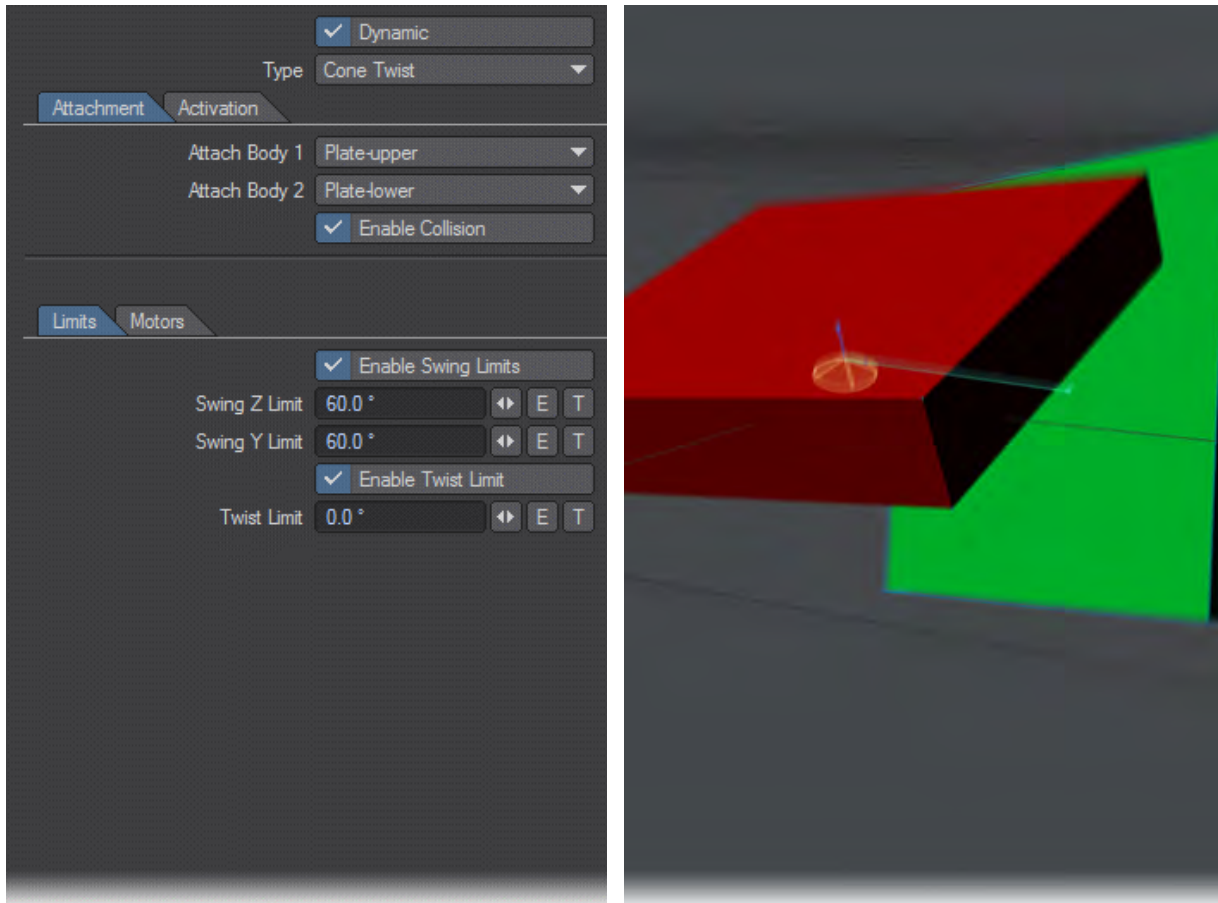 Dynamic
Type Cone Twist
Attachment Activation
Attach Body 1 Plate-upper
Attach Body 2 Plate-lower
Enable Collision
Limits Motors
Enable Swing Limits
Swing Z Limit 60.0 ° E T
Swing Y Limit 60.0 ° E T
Enable Twist Limit
Twist Limit 0.0 ° E T